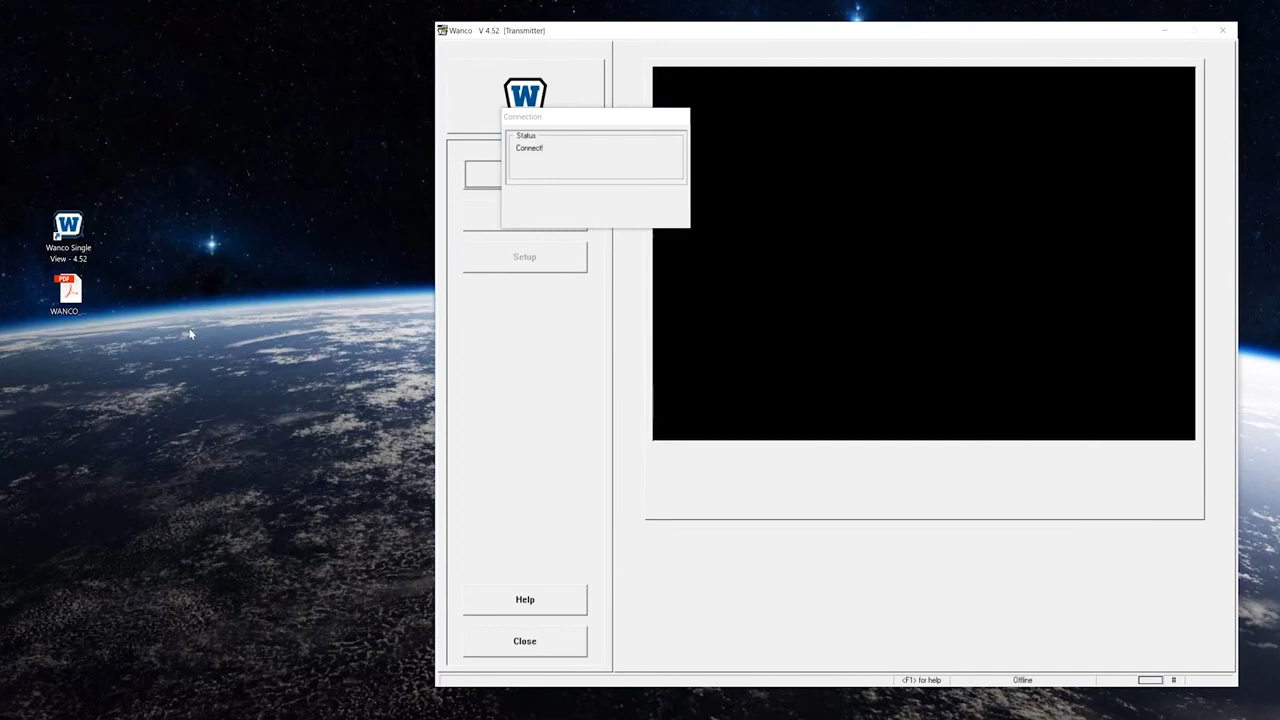 Wanco V 4.52 [Transmitter]
W
Connection
Status
Connect!
Setup
Help
Close
<F1> for help
Offline
W
Wanco Single
View - 4.52
PDF
WANCO_...